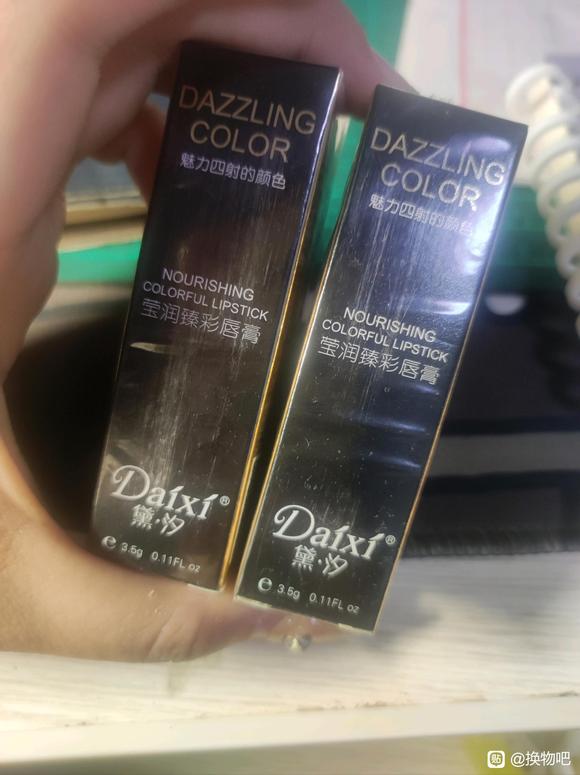 DAZZLING
COLOR
魅力四射的颜色
NOURISHING
COLORFUL LIPSTICK
莹润臻彩唇膏
Daixi®
黛·汐
e 3.5g 0.11FL oz
DAZZLING
COLOR
魅力四射的颜色
NOURISHING
COLORFUL LIPSTICK
莹润臻彩唇膏
Daixi®
黛·汐
e 3.5g 0.11FL oz
贴 @换物吧